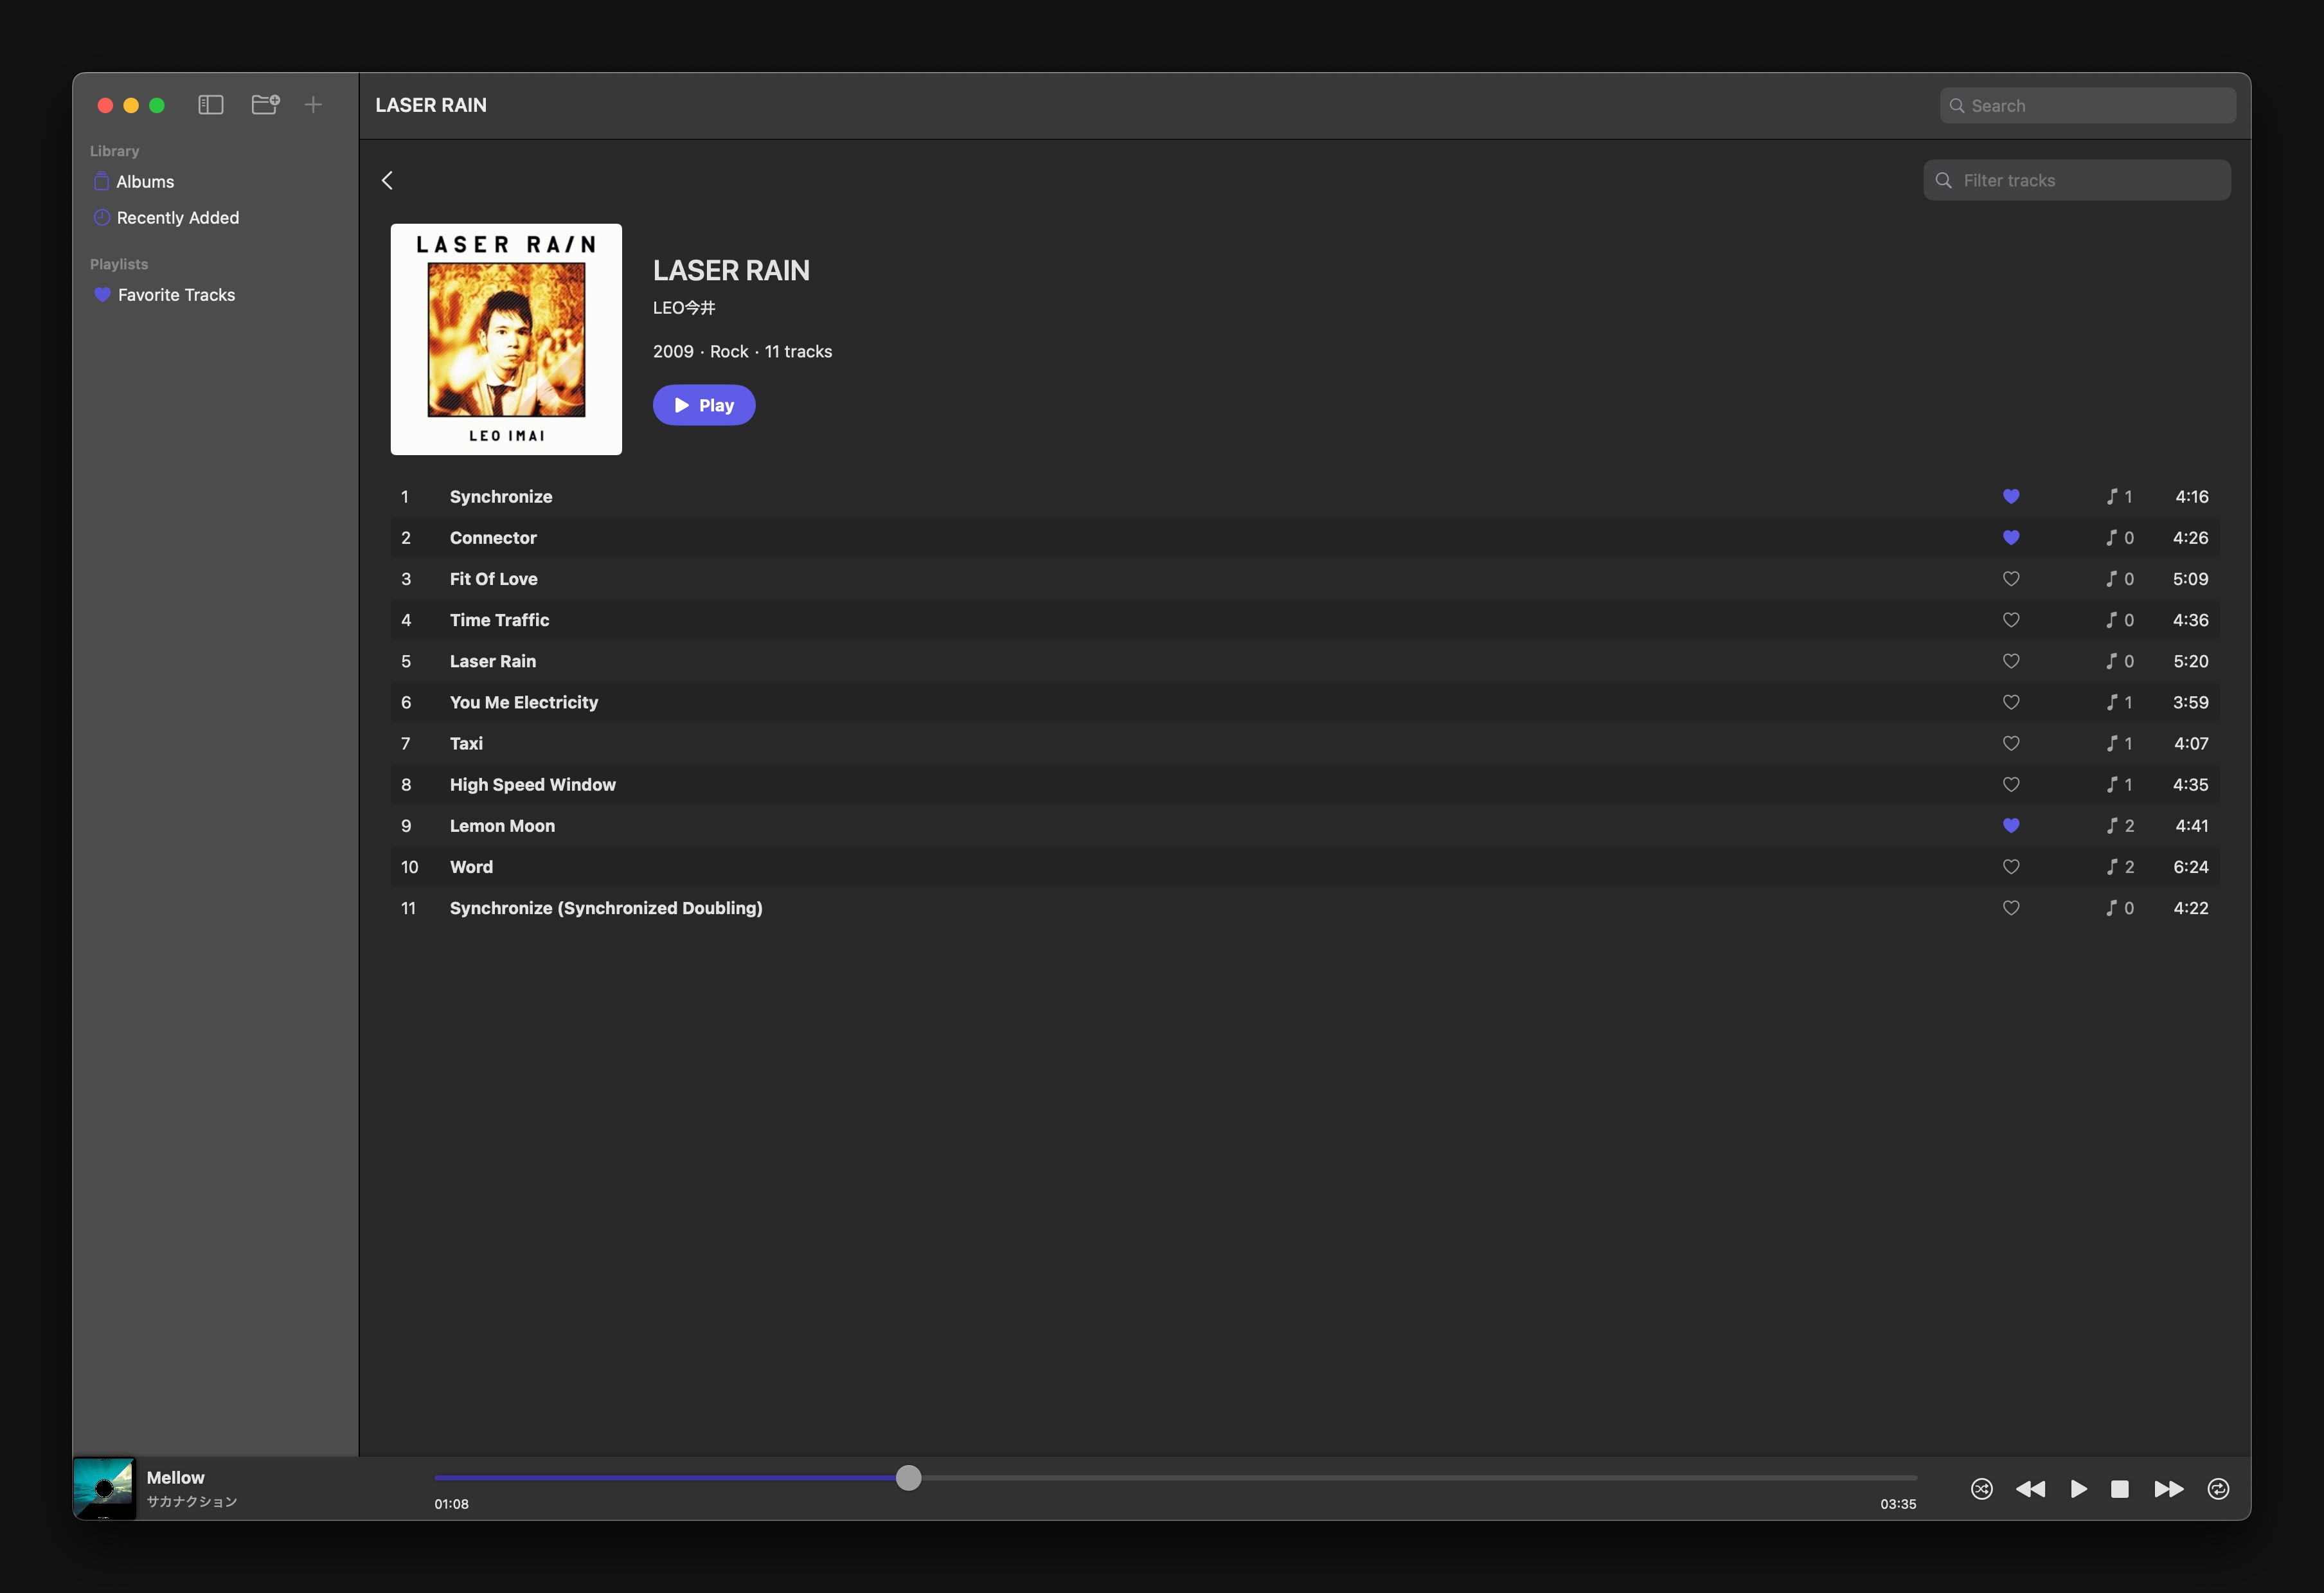 LASER RAIN
Search
Library
Albums
Recently Added
Playlists
Favorite Tracks
Filter tracks
LASER RAIN
LEO IMAI
LASER RAIN
LEO今井
2009 · Rock · 11 tracks
Play
1 Synchronize 1 4:16
2 Connector 0 4:26
3 Fit Of Love 0 5:09
4 Time Traffic 0 4:36
5 Laser Rain 0 5:20
6 You Me Electricity 1 3:59
7 Taxi 1 4:07
8 High Speed Window 1 4:35
9 Lemon Moon 2 4:41
10 Word 2 6:24
11 Synchronize (Synchronized Doubling) 0 4:22
Mellow
サカナクション
01:08
03:35